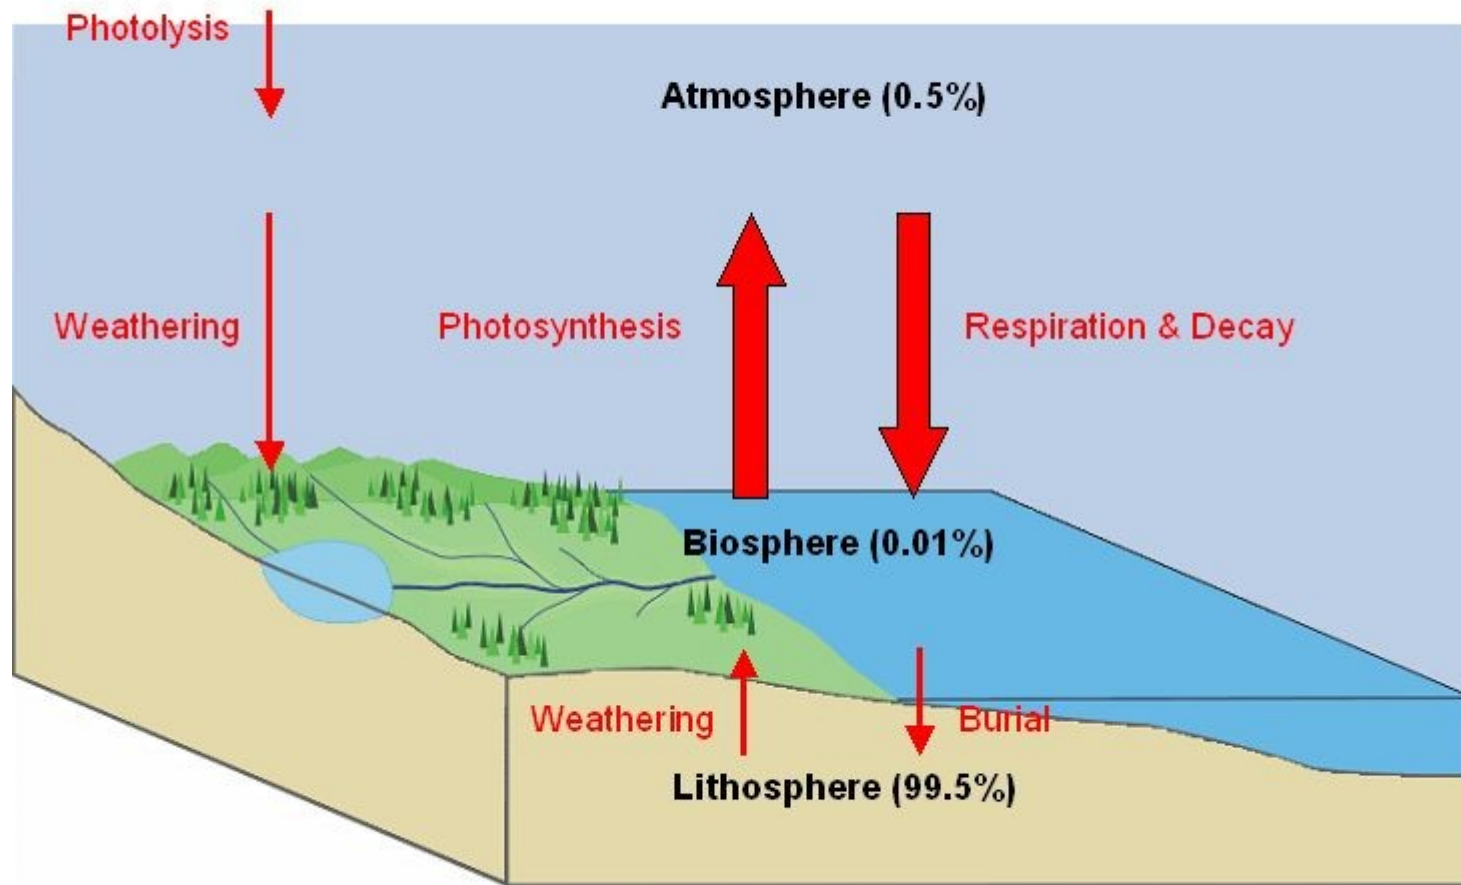 Photolysis
Atmosphere (0.5%)
Weathering
Photosynthesis
Respiration & Decay
Biosphere (0.01%)
Weathering
Burial
Lithosphere (99.5%)